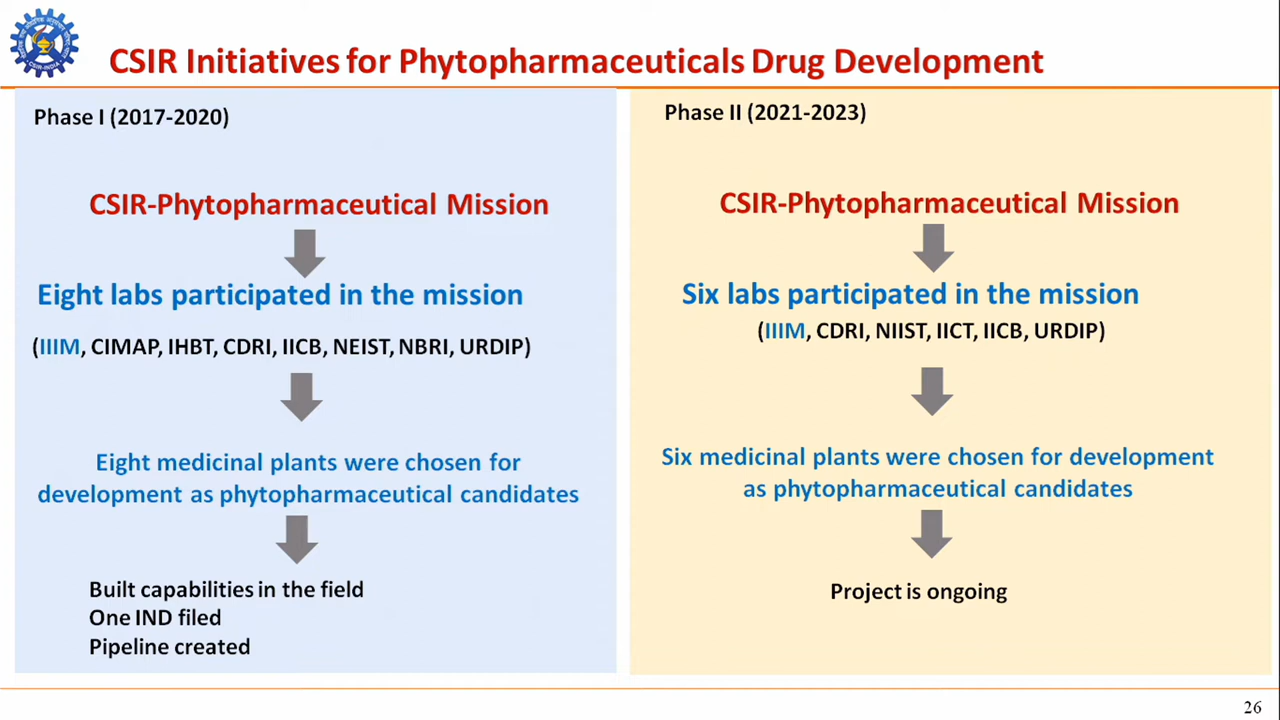 CSIR Initiatives for Phytopharmaceuticals Drug Development
Phase I (2017-2020)
CSIR-Phytopharmaceutical Mission
Eight labs participated in the mission
(IIIM, CIMAP, IHBT, CDRI, IICB, NEIST, NBRI, URDIP)
Eight medicinal plants were chosen for
development as phytopharmaceutical candidates
Built capabilities in the field
One IND filed
Pipeline created
Phase II (2021-2023)
CSIR-Phytopharmaceutical Mission
Six labs participated in the mission
(IIIM, CDRI, NIIST, IICT, IICB, URDIP)
Six medicinal plants were chosen for development
as phytopharmaceutical candidates
Project is ongoing
26